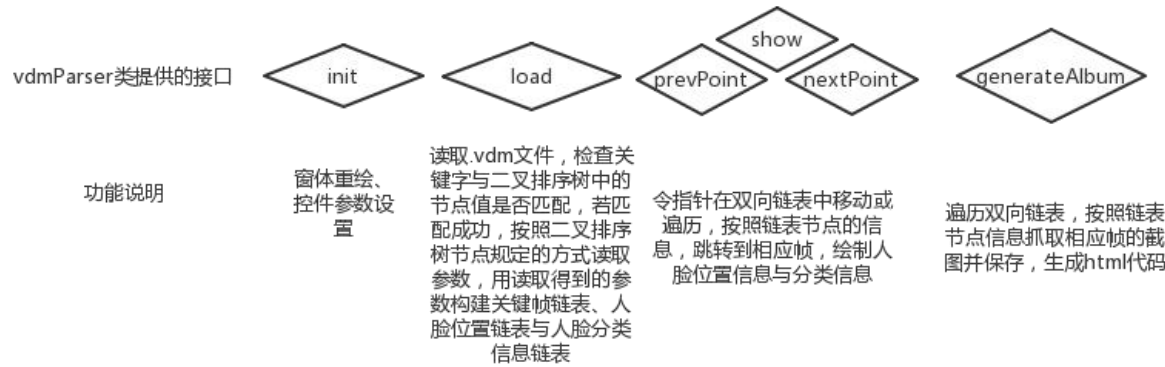 vdmParser类提供的接口
init
load
show
prevPoint
nextPoint
generateAlbum
功能说明
窗体重绘、
控件参数设
置
读取.vdm文件，检查关
键字与二叉排序树中的
节点值是否匹配，若匹
配成功，按照二叉排序
树节点规定的方式读取
参数，用读取得到的参
数构建关键帧链表、人
脸位置链表与人脸分类
信息链表
令指针在双向链表中移动或
遍历，按照链表节点的信
息，跳转到相应帧，绘制人
脸位置信息与分类信息
遍历双向链表，按照链表
节点信息抓取相应帧的截
图并保存，生成html代码